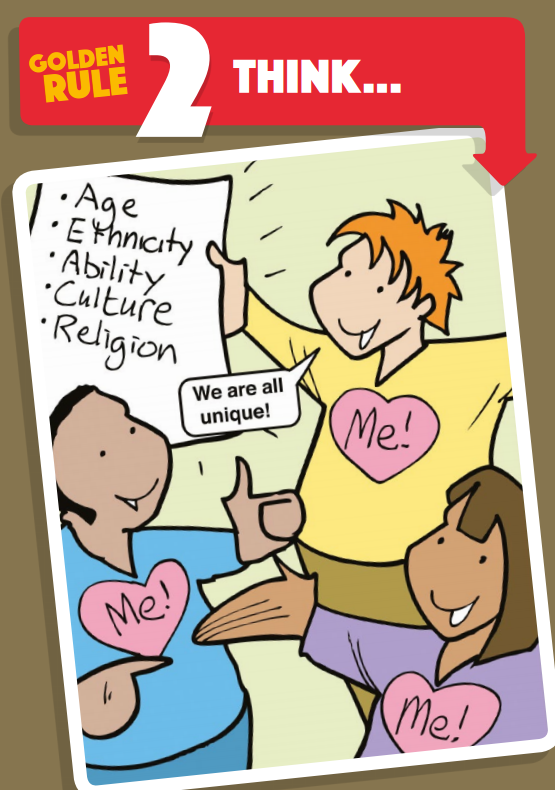 GOLDEN
RULE
2
THINK...
• Age
• Ethnicity
• Ability
• Culture
• Religion
We are all
unique!
Me!
Me!
Me!